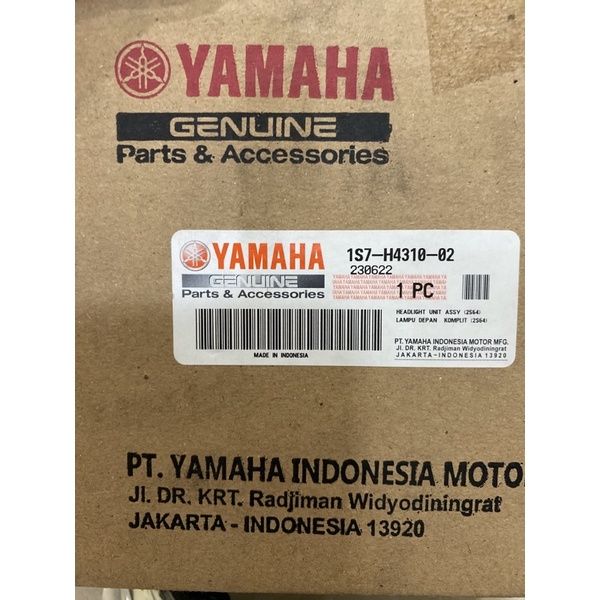 YAMAHA
GENUINE
Parts & Accessories
YAMAHA
GENUINE
Parts & Accessories
1S7-H4310-02
230622
1 PC
HEADLIGHT UNIT ASSY (2S64)
LAMPU DEPAN KOMPLIT (2S64)
MADE IN INDONESIA
PT. YAMAHA INDONESIA MOTOR MFG.
Jl. DR. KRT. Radjiman Widyodiningrat
JAKARTA-INDONESIA 13920
PT. YAMAHA INDONESIA MOTO
Jl. DR. KRT. Radjiman Widyodiningrat
JAKARTA - INDONESIA 13920